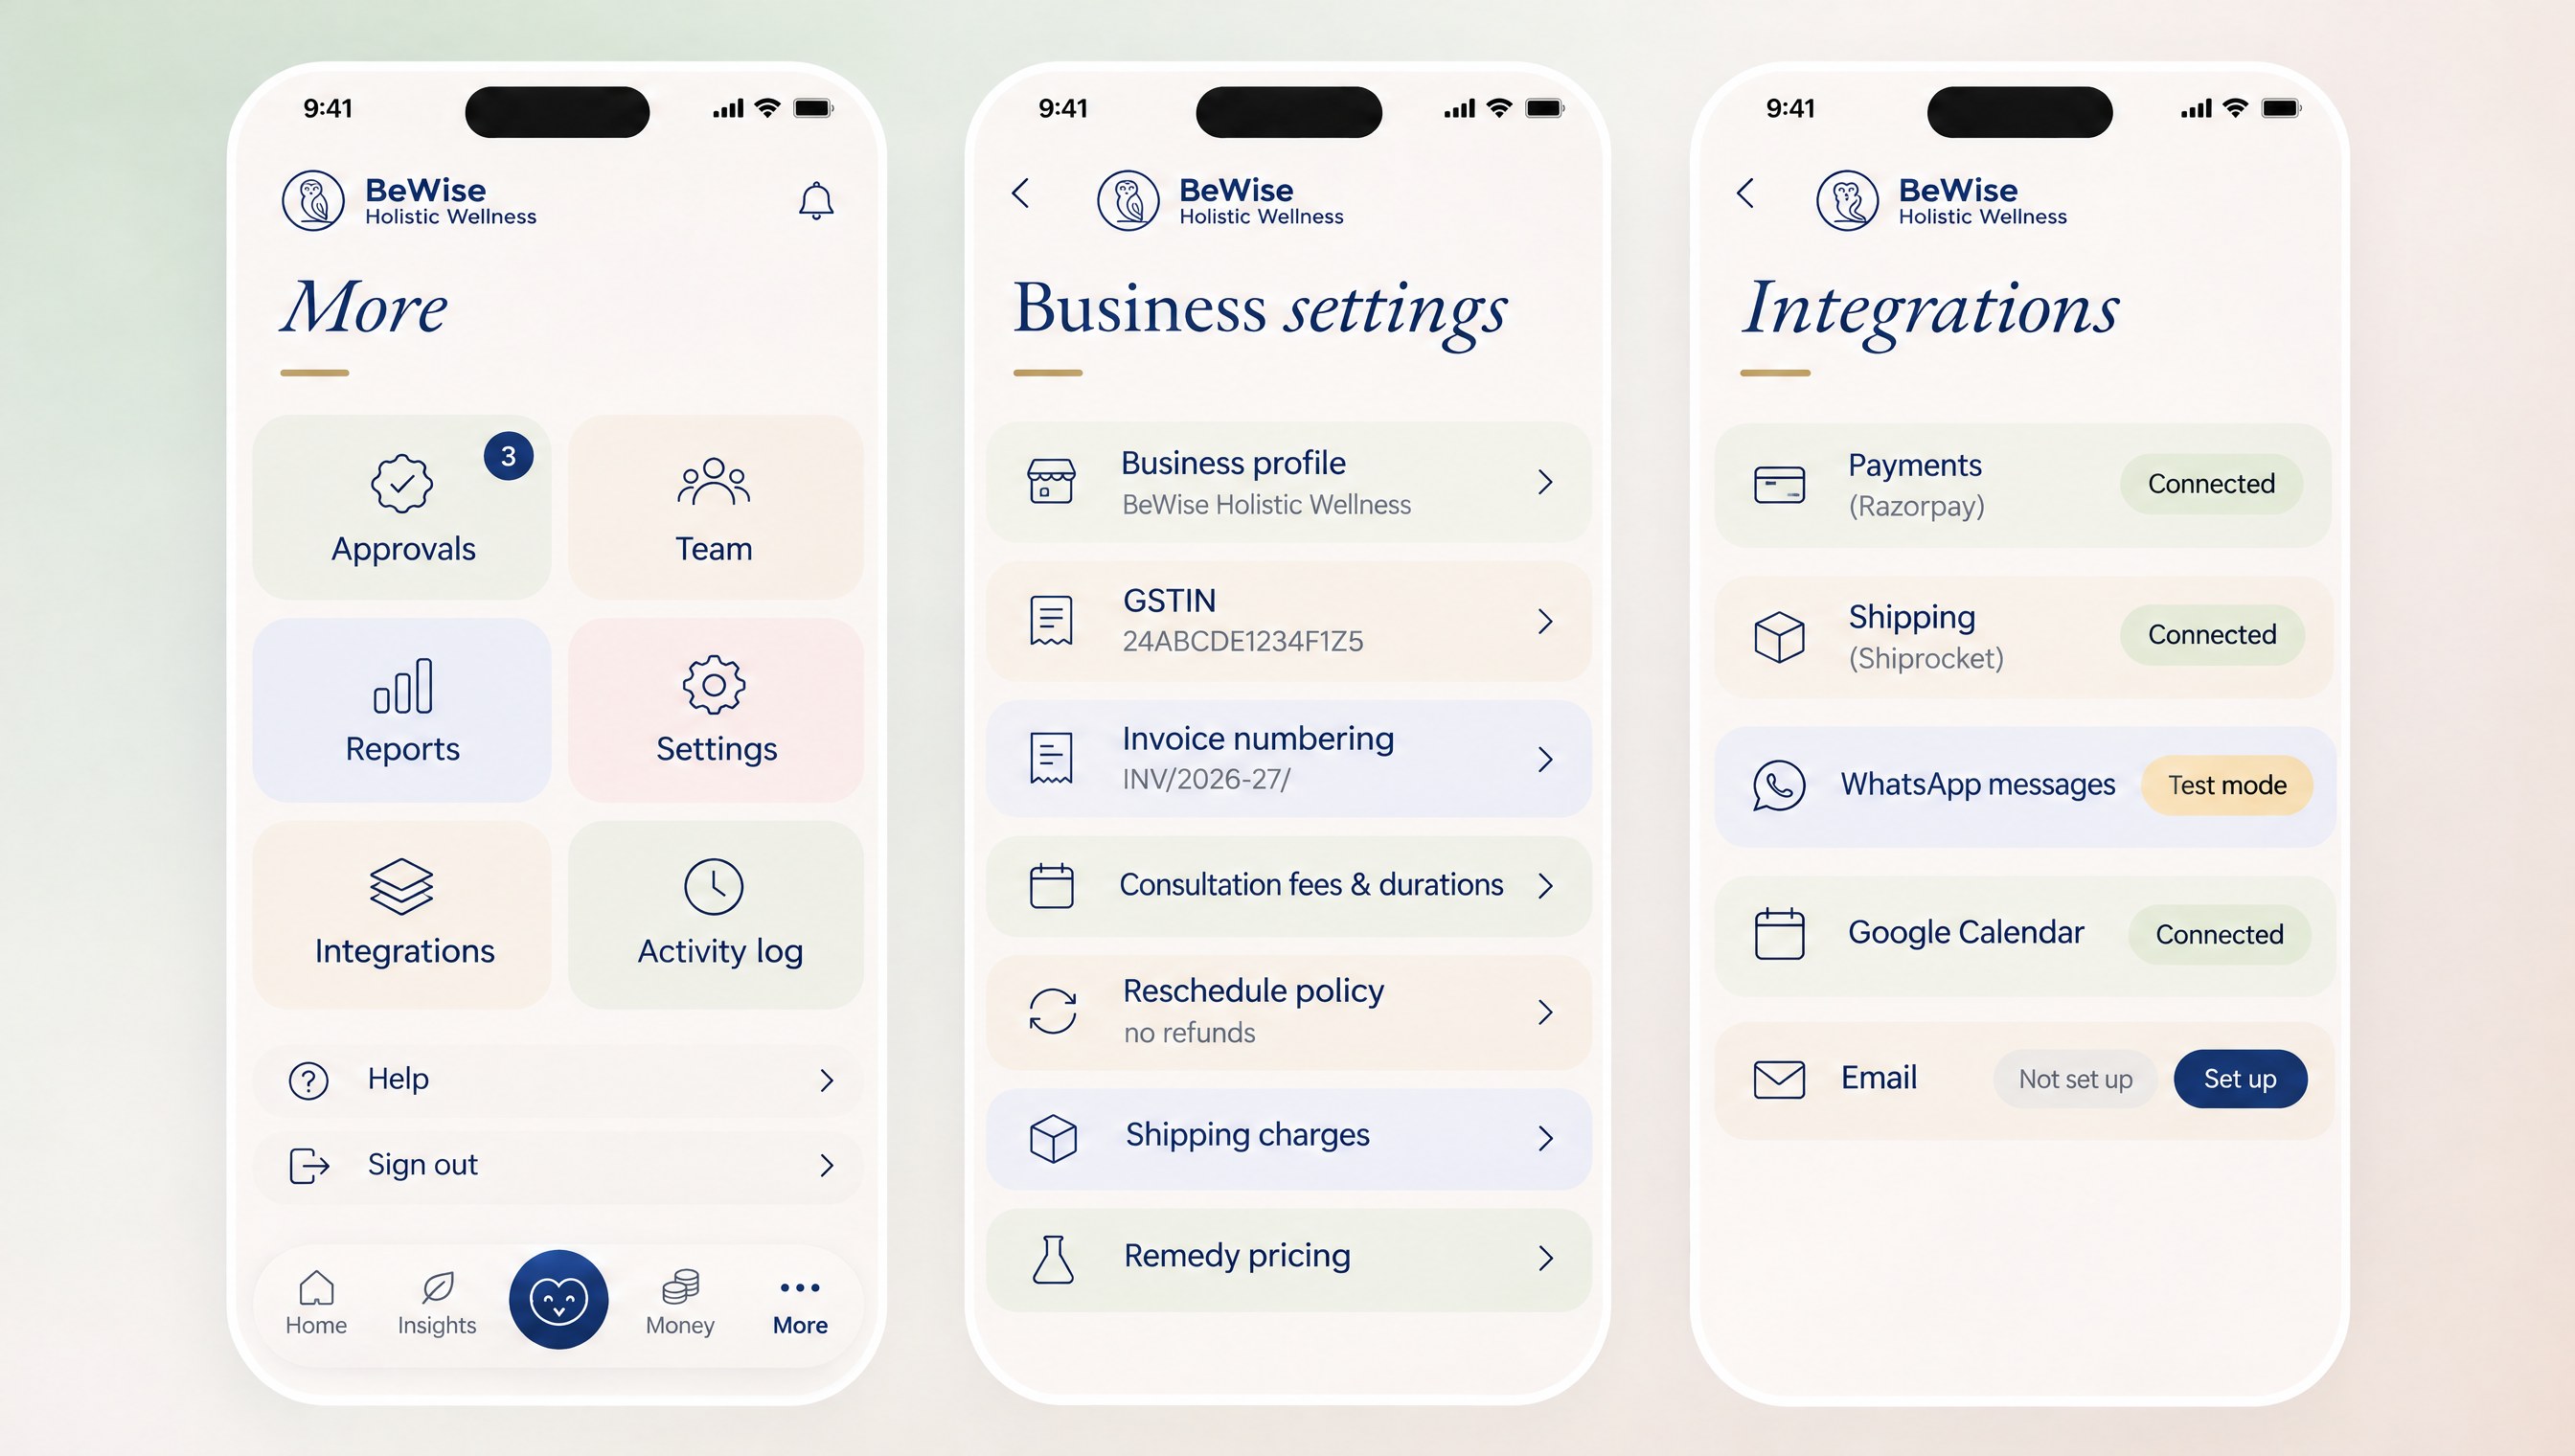 9:41
BeWise
Holistic Wellness
More
3
Approvals
Team
Reports
Settings
Integrations
Activity log
Help
Sign out
Home
Insights
Money
More
9:41
BeWise
Holistic Wellness
Business settings
Business profile
BeWise Holistic Wellness
GSTIN
24ABCDE1234F1Z5
Invoice numbering
INV/2026-27/
Consultation fees & durations
Reschedule policy
no refunds
Shipping charges
Remedy pricing
9:41
BeWise
Holistic Wellness
Integrations
Payments
(Razorpay)
Connected
Shipping
(Shiprocket)
Connected
WhatsApp messages
Test mode
Google Calendar
Connected
Email
Not set up
Set up